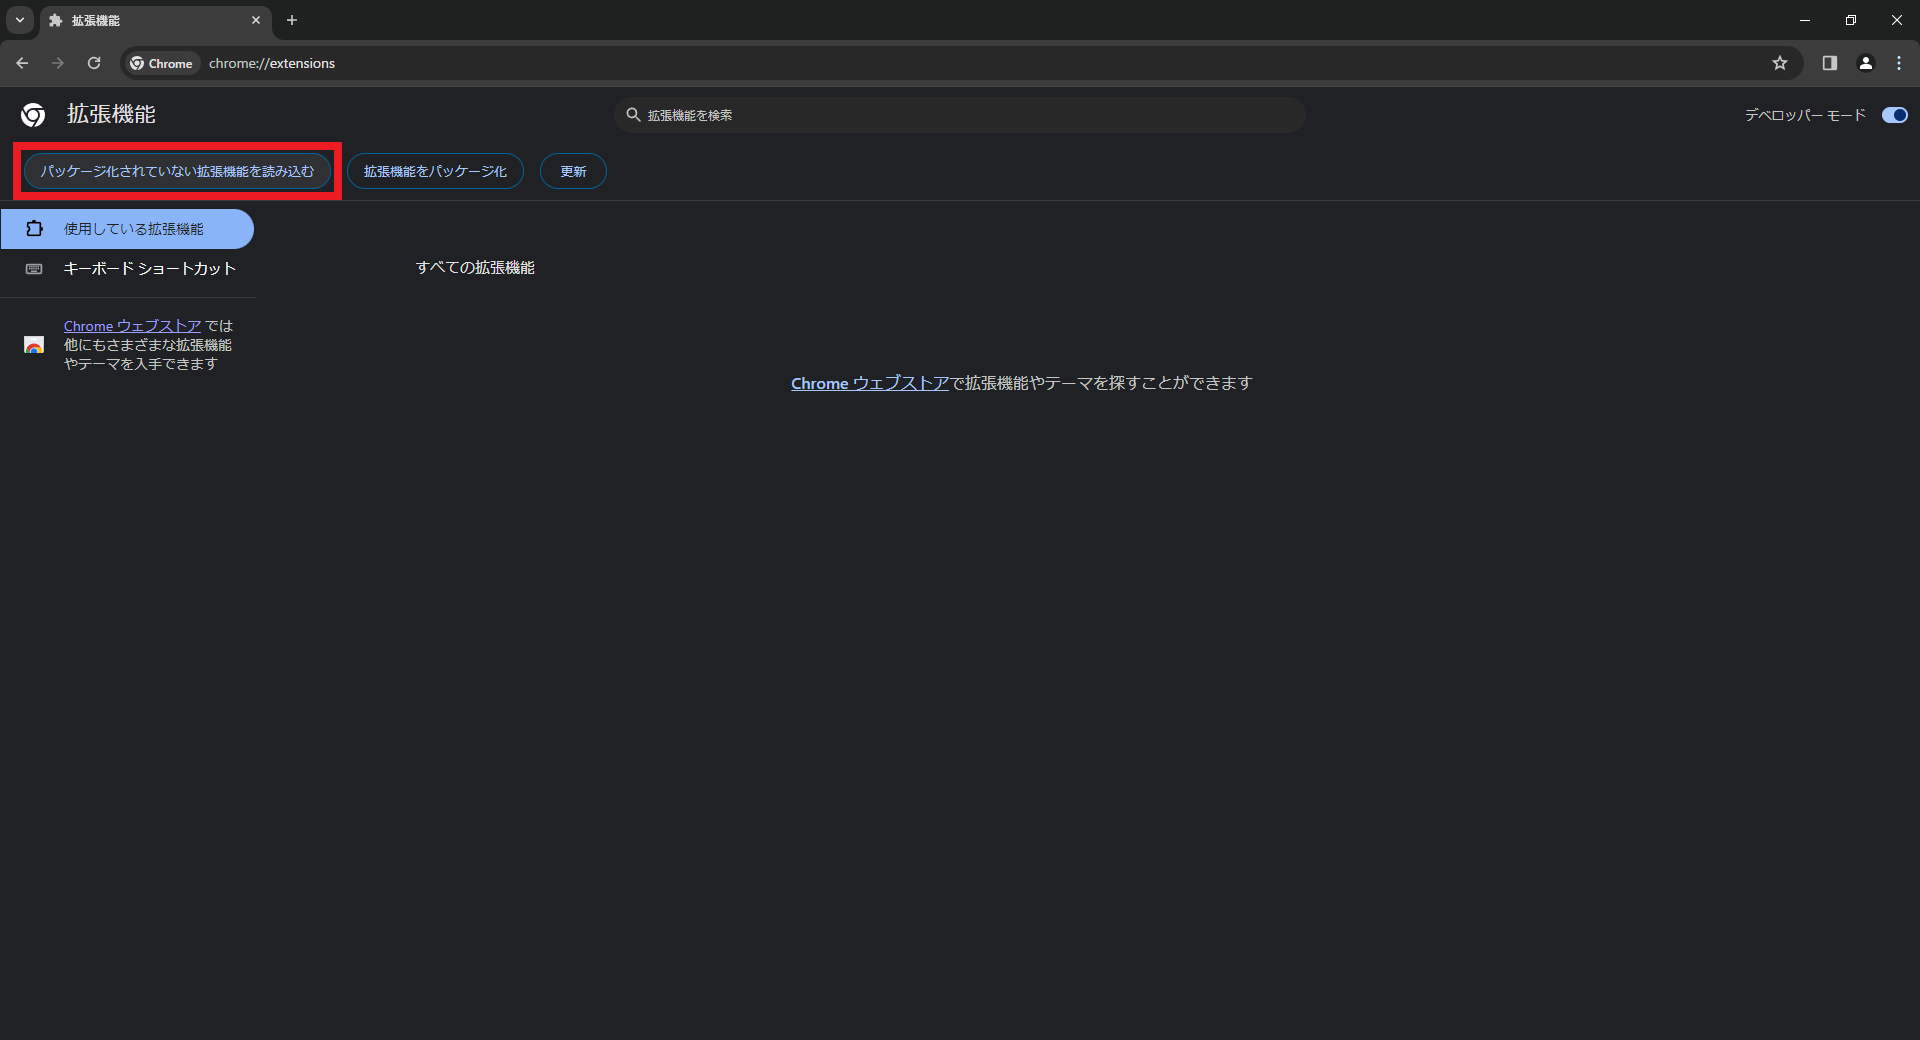 拡張機能
Chrome chrome://extensions
拡張機能
拡張機能を検索
デベロッパー モード
パッケージ化されていない拡張機能を読み込む
拡張機能をパッケージ化
更新
使用している拡張機能
キーボード ショートカット
Chrome ウェブストア では
他にもさまざまな拡張機能
やテーマを入手できます
すべての拡張機能
Chrome ウェブストアで拡張機能やテーマを探すことができます